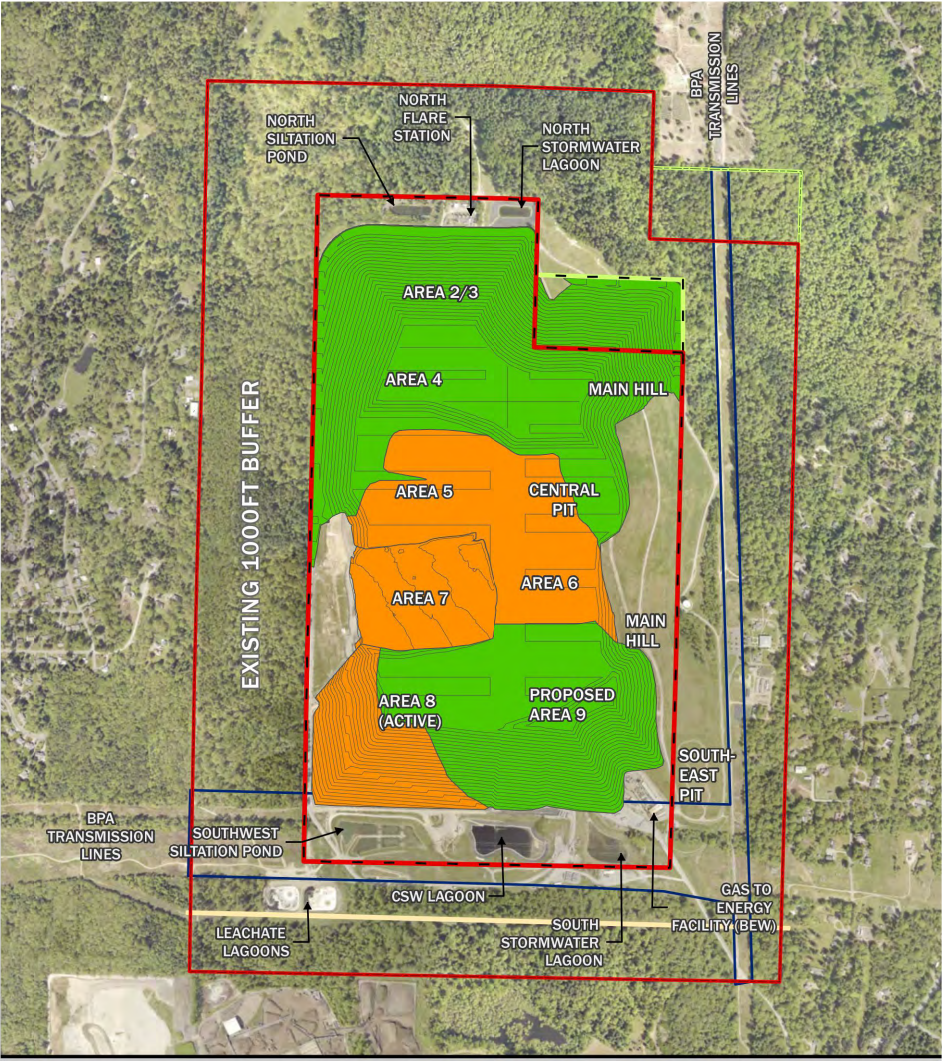 BPA
TRANSMISSION
LINES
NORTH
FLARE
STATION
NORTH
SILTATION
POND
NORTH
STORMWATER
LAGOON
AREA 2/3
AREA 4
MAIN HILL
EXISTING 1000FT BUFFER
AREA 5
CENTRAL
PIT
AREA 6
AREA 7
MAIN
HILL
AREA 8
(ACTIVE)
PROPOSED
AREA 9
SOUTH-
EAST
PIT
BPA
TRANSMISSION
LINES
SOUTHWEST
SILTATION POND
CSW LAGOON
GAS TO
ENERGY
FACILITY (BEW)
LEACHATE
LAGOONS
SOUTH
STORMWATER
LAGOON